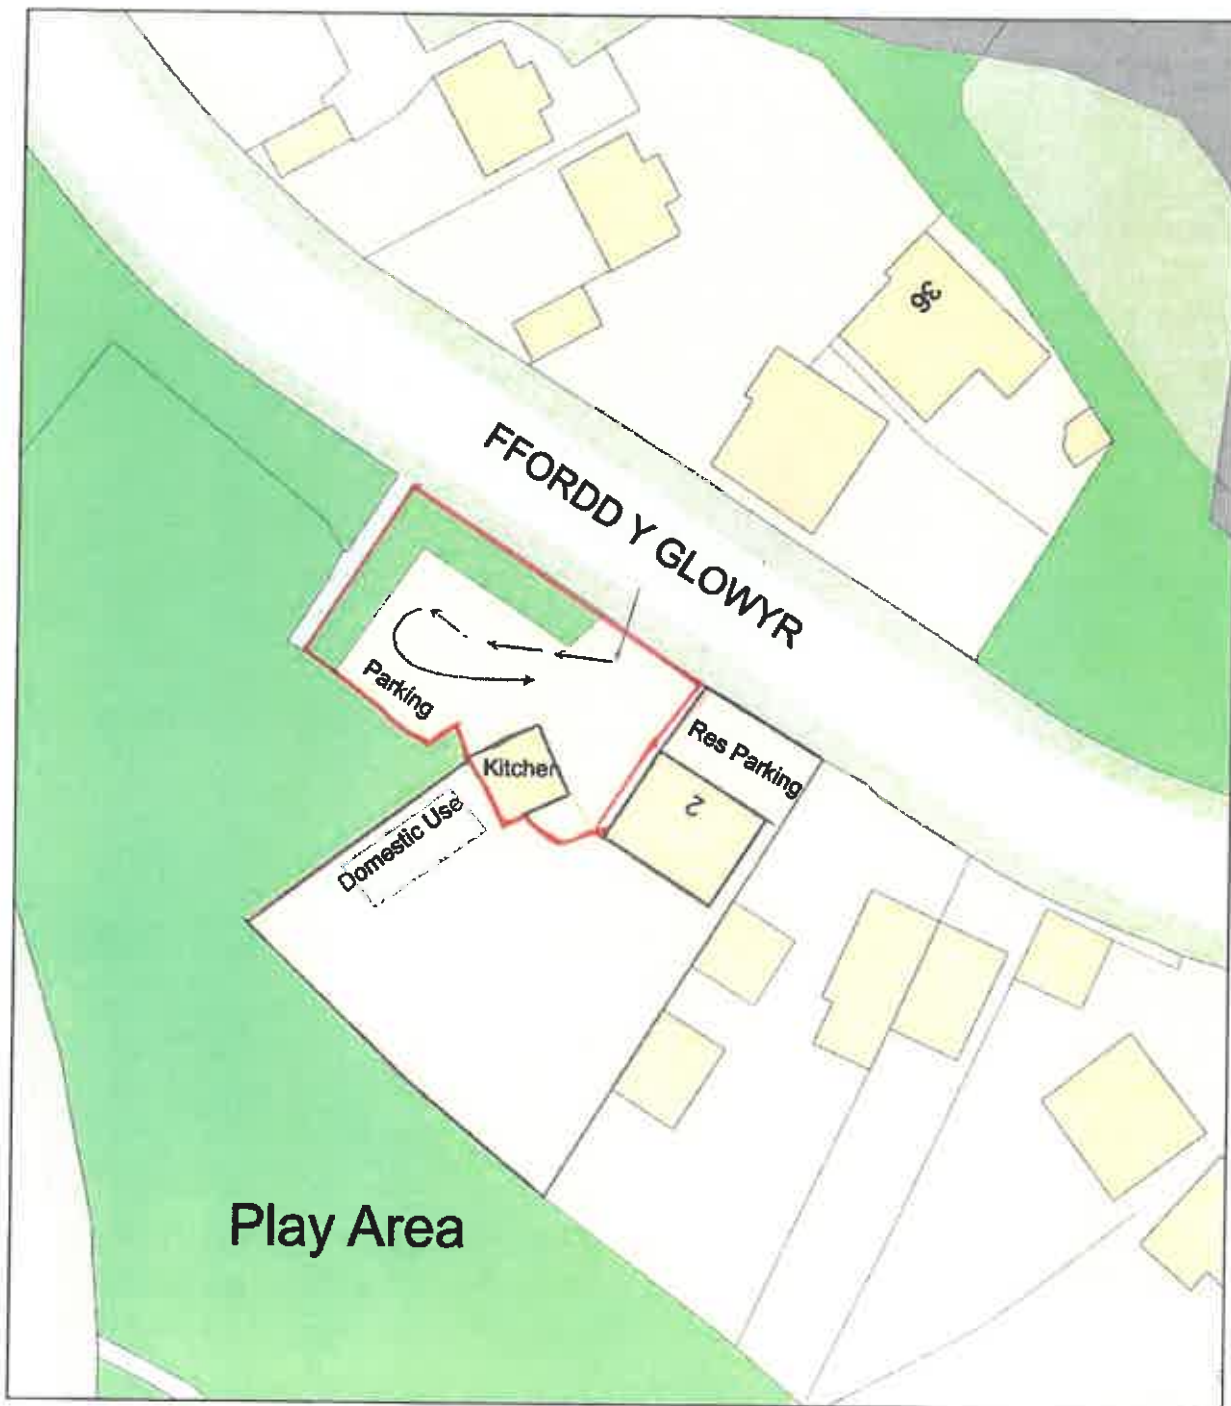 36
FFORDD Y GLOWYR
Parking
Res Parking
Kitchen
2
Domestic Use
Play Area